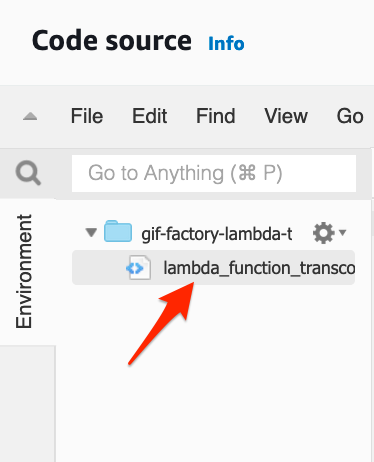 Code source Info
File Edit Find View Go
Go to Anything (⌘ P)
Environment
gif-factory-lambda-t
lambda_function_transco